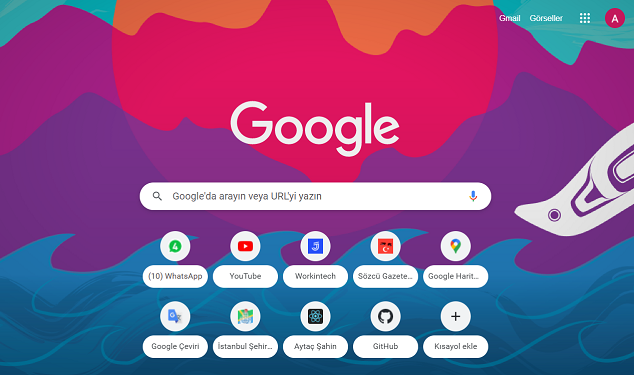 Gmail Görseller A
Google
Google'da arayın veya URL'yi yazın
(10) WhatsApp YouTube Workintech Sözcü Gazete... Google Harit...
Google Çeviri İstanbul Şehir... Aytaç Şahin GitHub Kısayol ekle